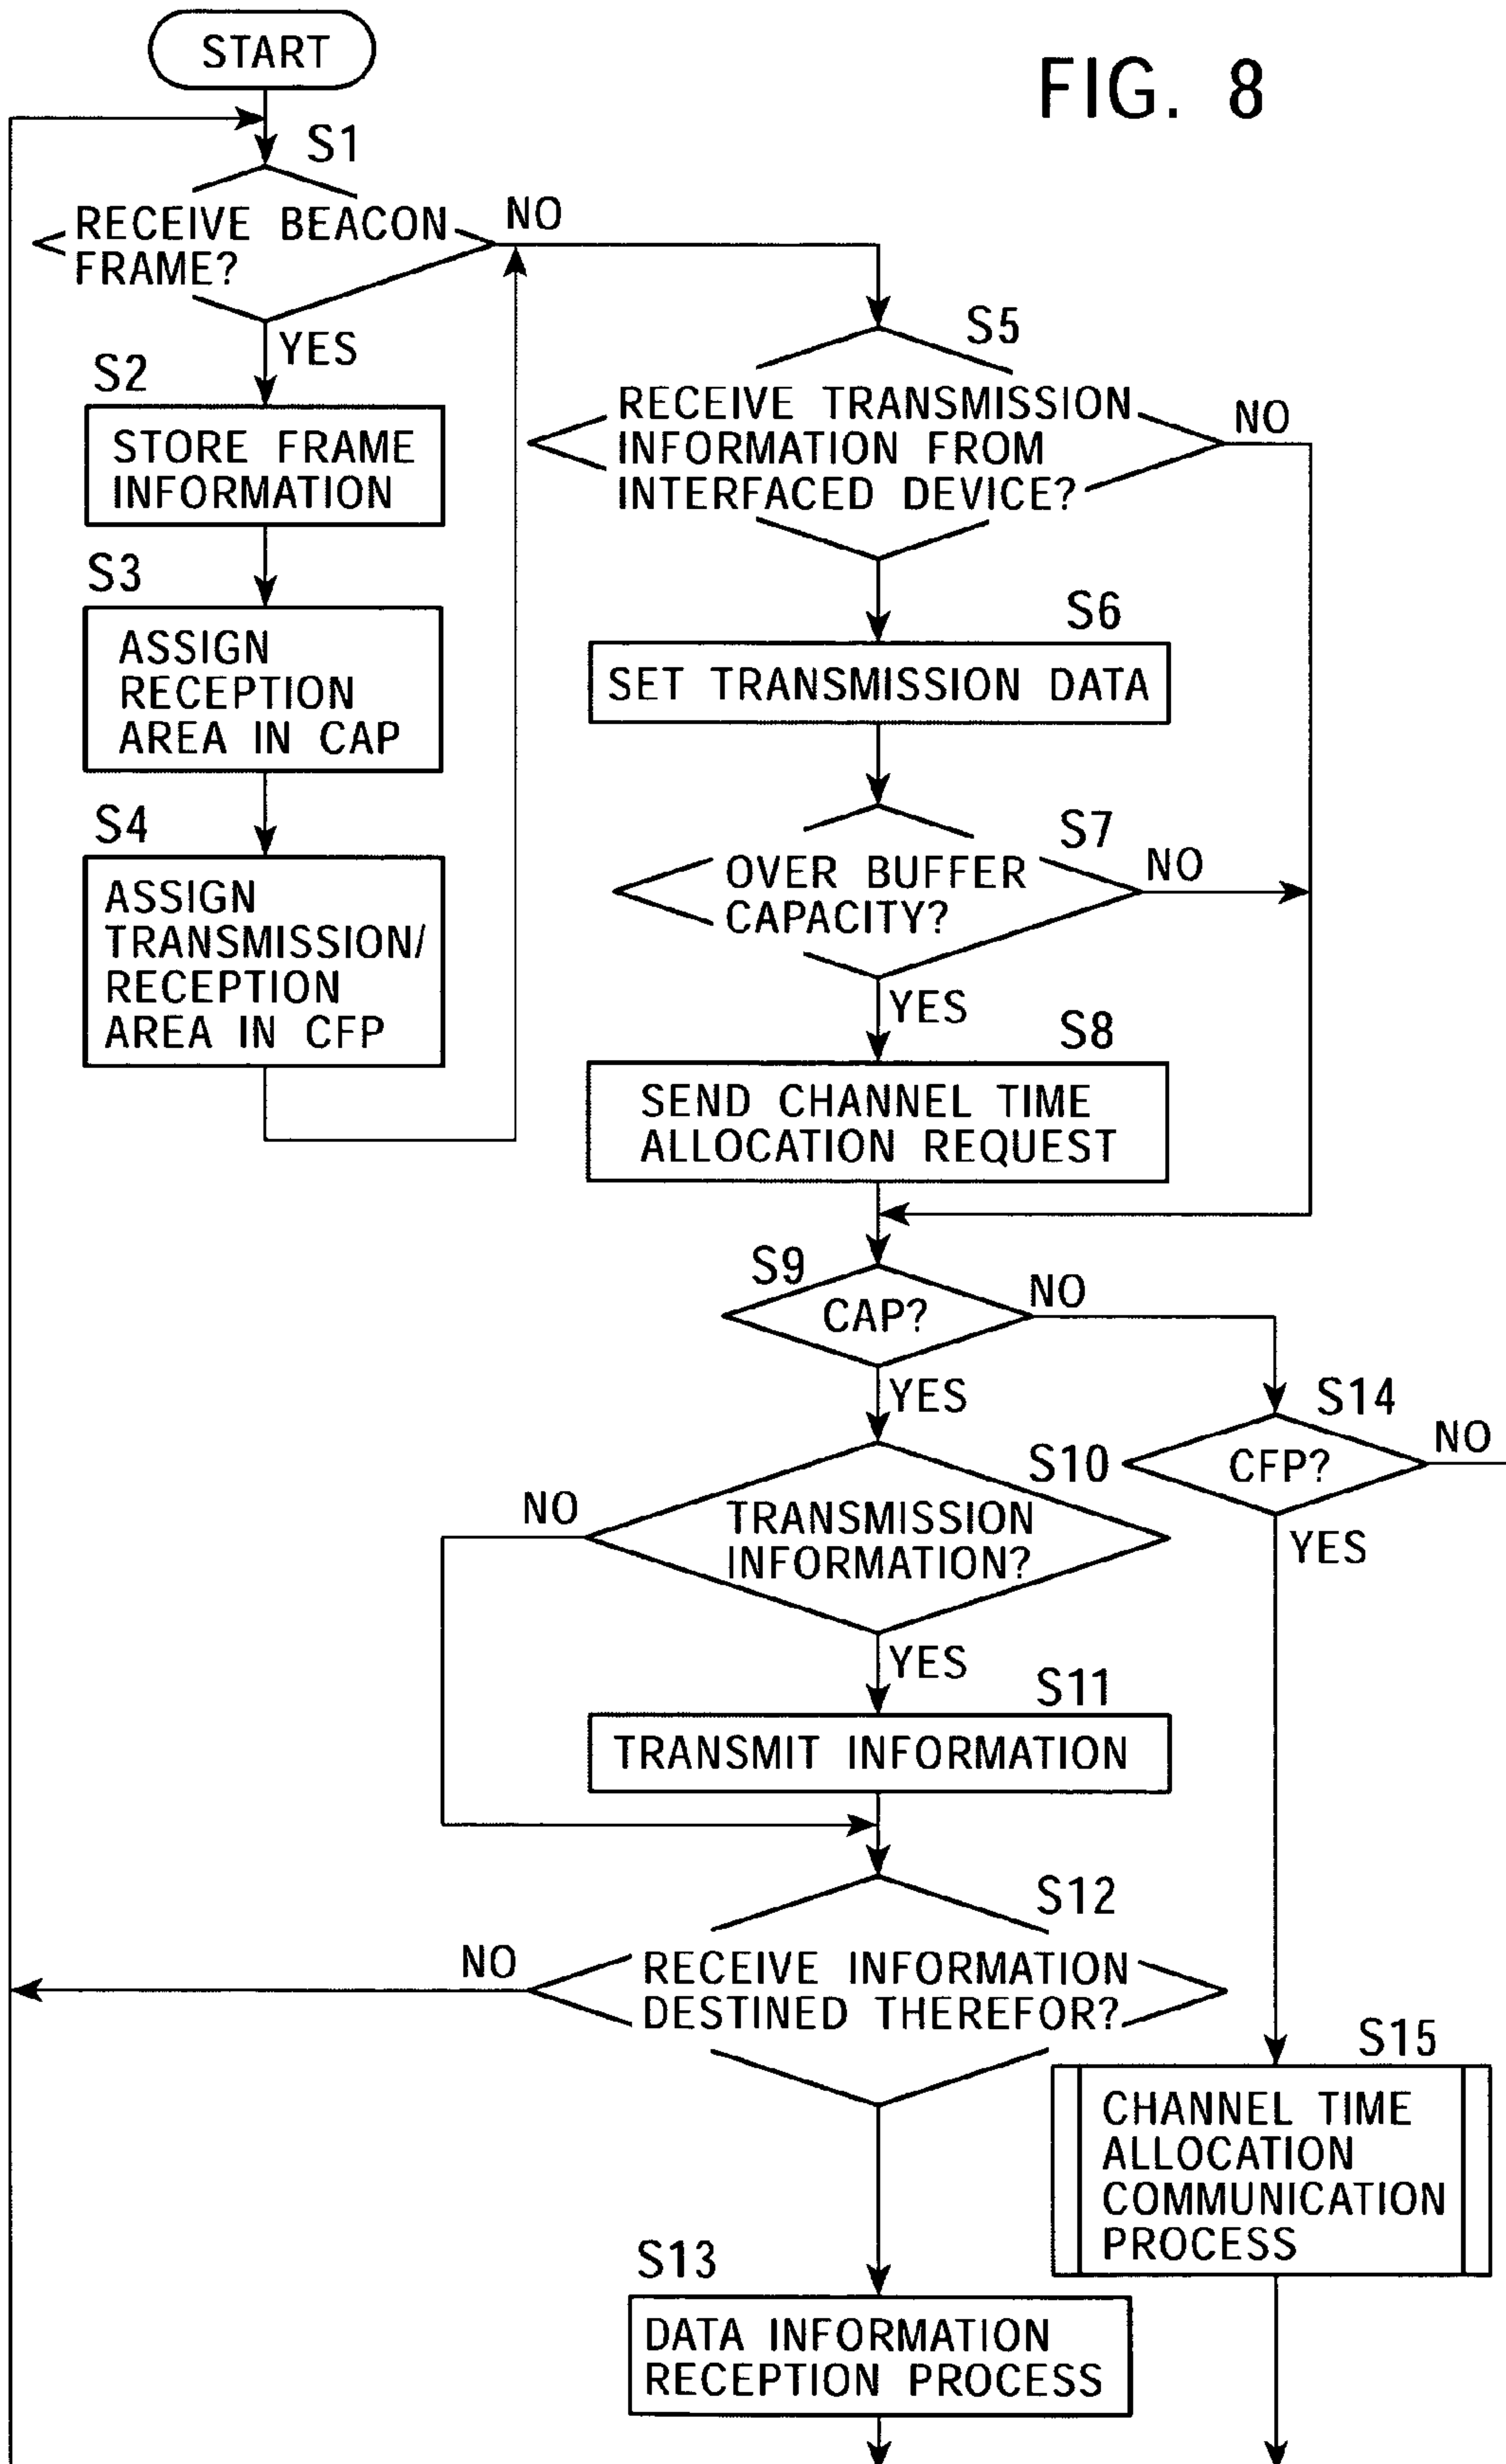 START
FIG. 8
S1
RECEIVE BEACON
FRAME?
NO
YES
S2
STORE FRAME
INFORMATION
S3
ASSIGN
RECEPTION
AREA IN CAP
S4
ASSIGN
TRANSMISSION/
RECEPTION
AREA IN CFP
S5
RECEIVE TRANSMISSION
INFORMATION FROM
INTERFACED DEVICE?
NO
S6
SET TRANSMISSION DATA
S7
OVER BUFFER
CAPACITY?
NO
YES
S8
SEND CHANNEL TIME
ALLOCATION REQUEST
S9
CAP?
NO
YES
S10
TRANSMISSION
INFORMATION?
NO
YES
S11
TRANSMIT INFORMATION
S12
RECEIVE INFORMATION
DESTINED THEREFOR?
NO
S13
DATA INFORMATION
RECEPTION PROCESS
S14
CFP?
NO
YES
S15
CHANNEL TIME
ALLOCATION
COMMUNICATION
PROCESS